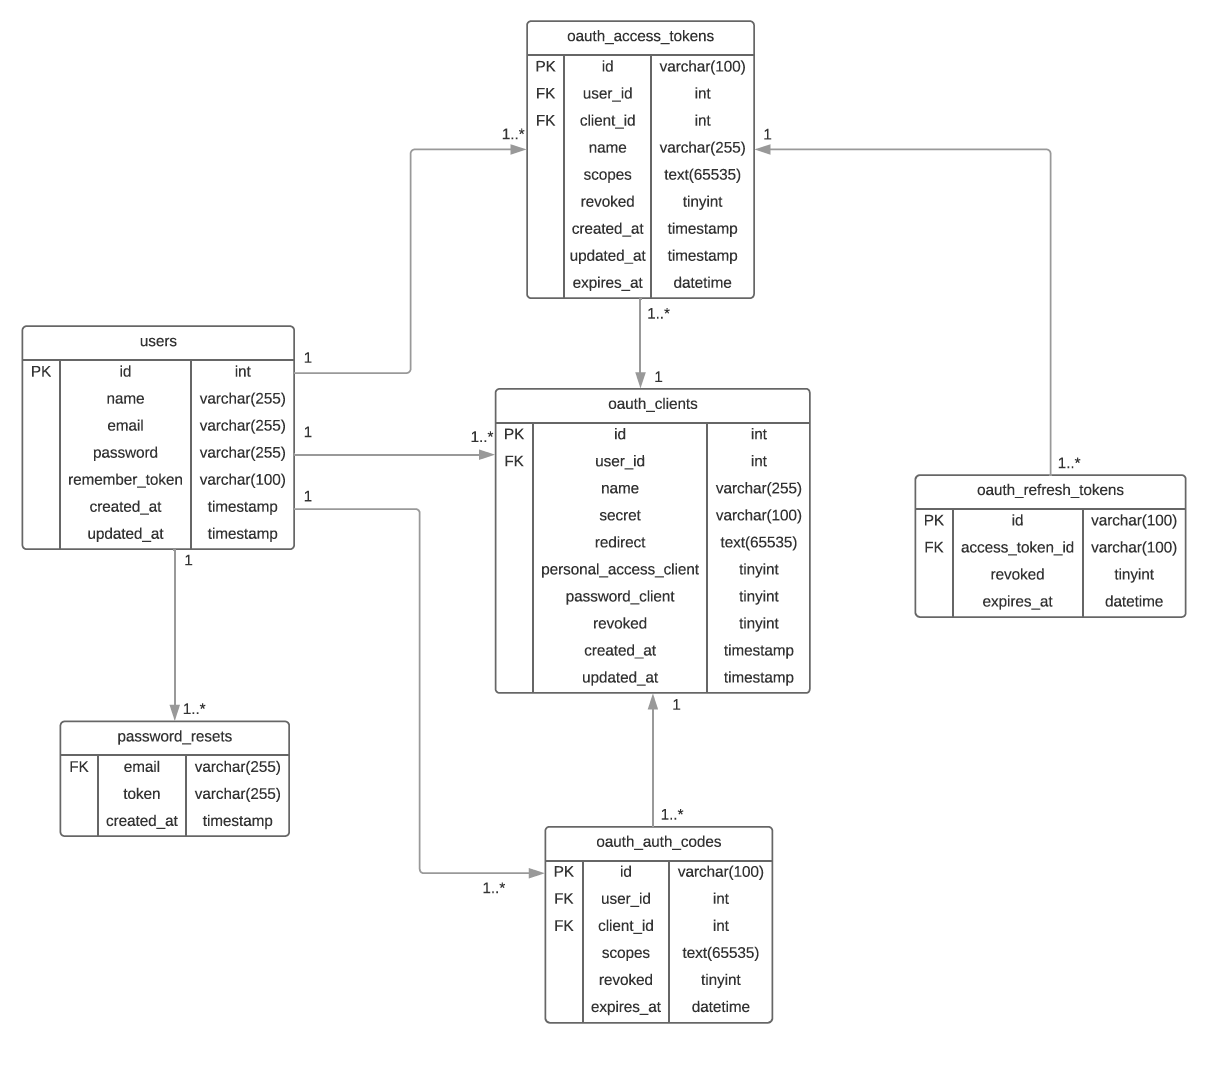 oauth_access_tokens
PK id varchar(100)
FK user_id int
FK client_id int
name varchar(255)
scopes text(65535)
revoked tinyint
created_at timestamp
updated_at timestamp
expires_at datetime
1..*
1
1..*
1
users
PK id int
name varchar(255)
email varchar(255)
password varchar(255)
remember_token varchar(100)
created_at timestamp
updated_at timestamp
1
1
1
1
1..*
oauth_clients
PK id int
FK user_id int
name varchar(255)
secret varchar(100)
redirect text(65535)
personal_access_client tinyint
password_client tinyint
revoked tinyint
created_at timestamp
updated_at timestamp
1
1..*
oauth_refresh_tokens
PK id varchar(100)
FK access_token_id varchar(100)
revoked tinyint
expires_at datetime
1..*
password_resets
FK email varchar(255)
token varchar(255)
created_at timestamp
1..*
1..*
oauth_auth_codes
PK id varchar(100)
FK user_id int
FK client_id int
scopes text(65535)
revoked tinyint
expires_at datetime